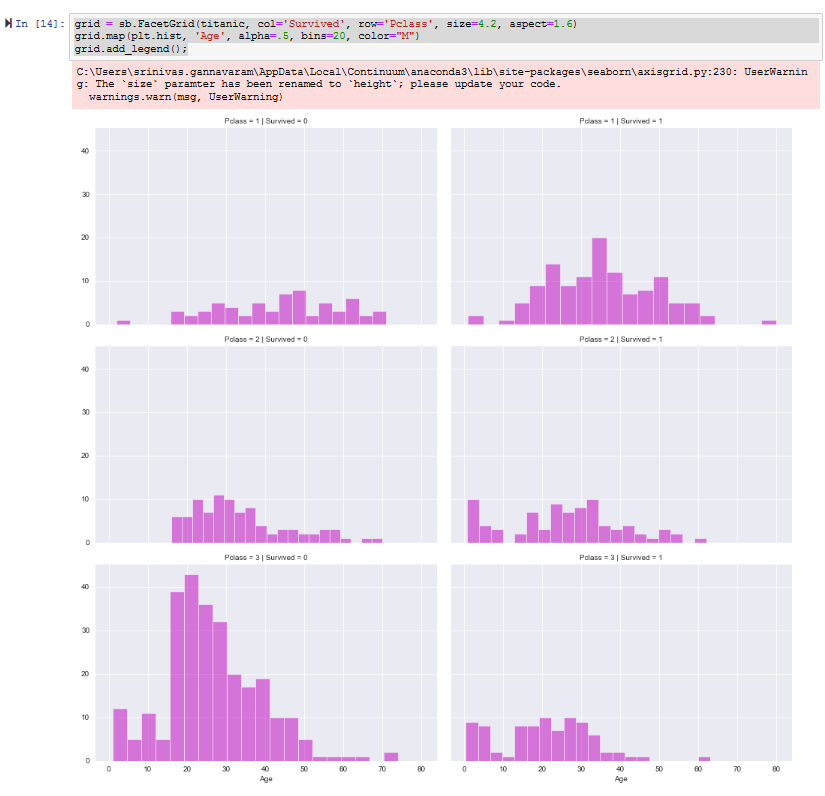 In [14]: grid = sb.FacetGrid(titanic, col='Survived', row='Pclass', size=4.2, aspect=1.6)
grid.map(plt.hist, 'Age', alpha=.5, bins=20, color="M")
grid.add_legend();
C:\Users\srinivas.gannavaram\AppData\Local\Continuum\anaconda3\lib\site-packages\seaborn\axisgrid.py:230: UserWarnin
g: The `size` paramter has been renamed to `height`; please update your code.
warnings.warn(msg, UserWarning)
Pclass = 1 | Survived = 0 Pclass = 1 | Survived = 1
40
30
20
10
0
Pclass = 2 | Survived = 0 Pclass = 2 | Survived = 1
40
30
20
10
0
Pclass = 3 | Survived = 0 Pclass = 3 | Survived = 1
40
30
20
10
0
0 10 20 30 40 50 60 70 80 0 10 20 30 40 50 60 70 80
Age Age